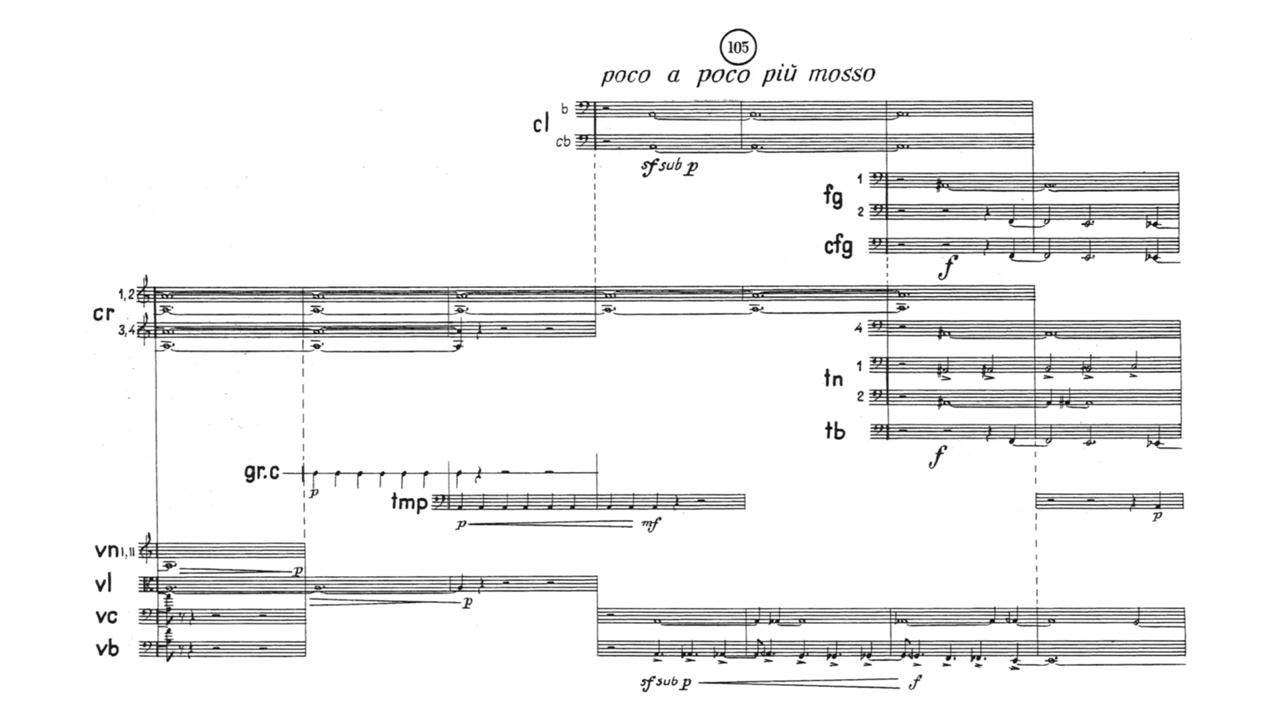 105
poco a poco più mosso
cl
b
cb
sf sub p
fg
1
2
cfg
f
cr
1,2
3,4
4
tn
1
2
tb
f
gr.c
p
tmp
p
mf
p
vn I, II
p
vl
p
vc
vb
sf sub p
f